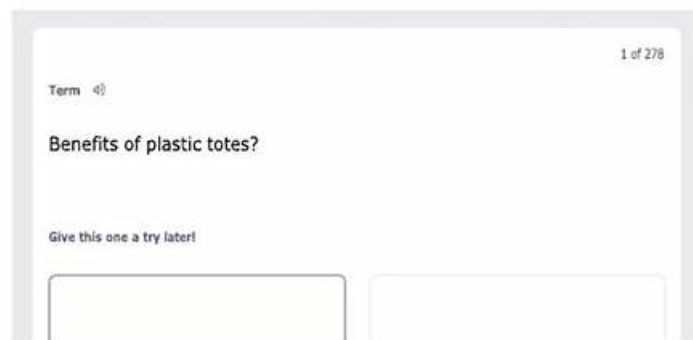 1 of 278
Term
Benefits of plastic totes?
Give this one a try later!